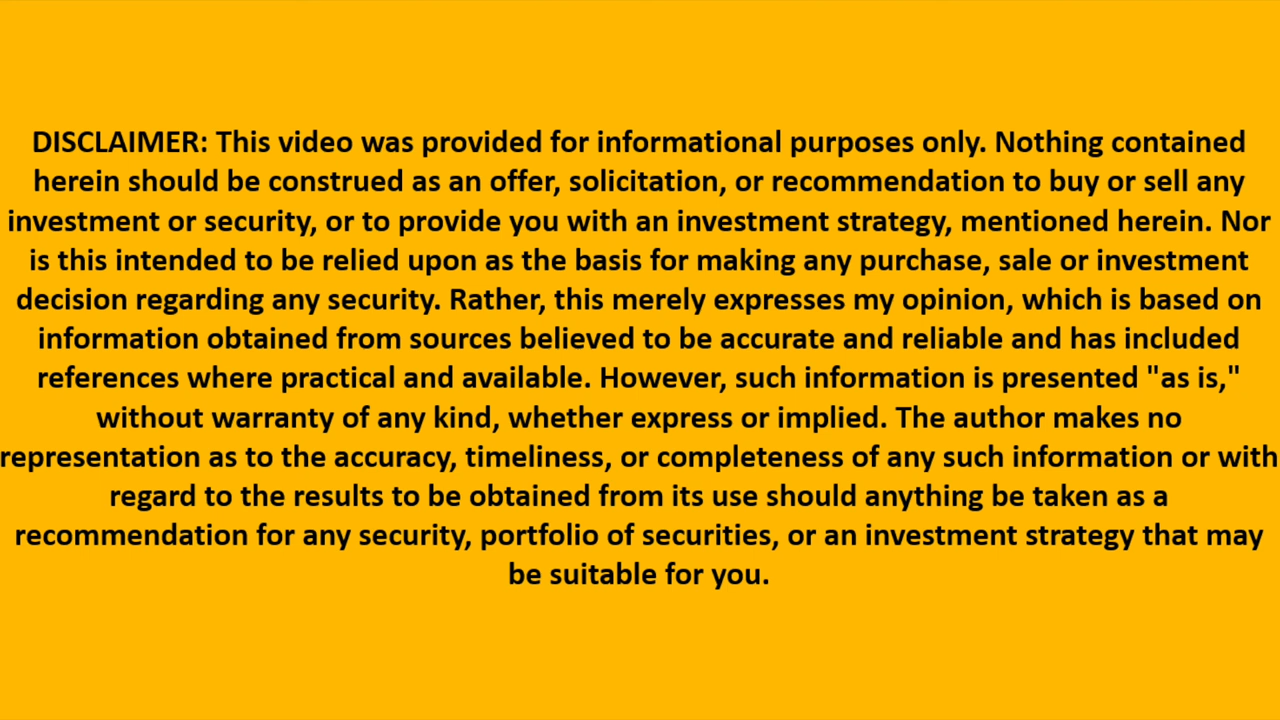 DISCLAIMER: This video was provided for informational purposes only. Nothing contained
herein should be construed as an offer, solicitation, or recommendation to buy or sell any
investment or security, or to provide you with an investment strategy, mentioned herein. Nor
is this intended to be relied upon as the basis for making any purchase, sale or investment
decision regarding any security. Rather, this merely expresses my opinion, which is based on
information obtained from sources believed to be accurate and reliable and has included
references where practical and available. However, such information is presented "as is,"
without warranty of any kind, whether express or implied. The author makes no
representation as to the accuracy, timeliness, or completeness of any such information or with
regard to the results to be obtained from its use should anything be taken as a
recommendation for any security, portfolio of securities, or an investment strategy that may
be suitable for you.